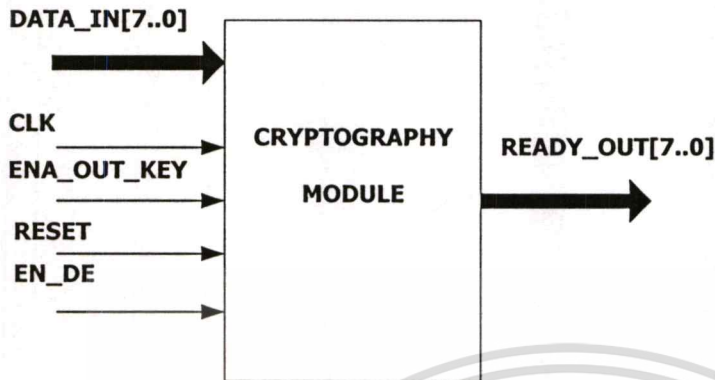 DATA_IN[7..0]
CLK
ENA_OUT_KEY
RESET
EN_DE
CRYPTOGRAPHY
MODULE
READY_OUT[7..0]